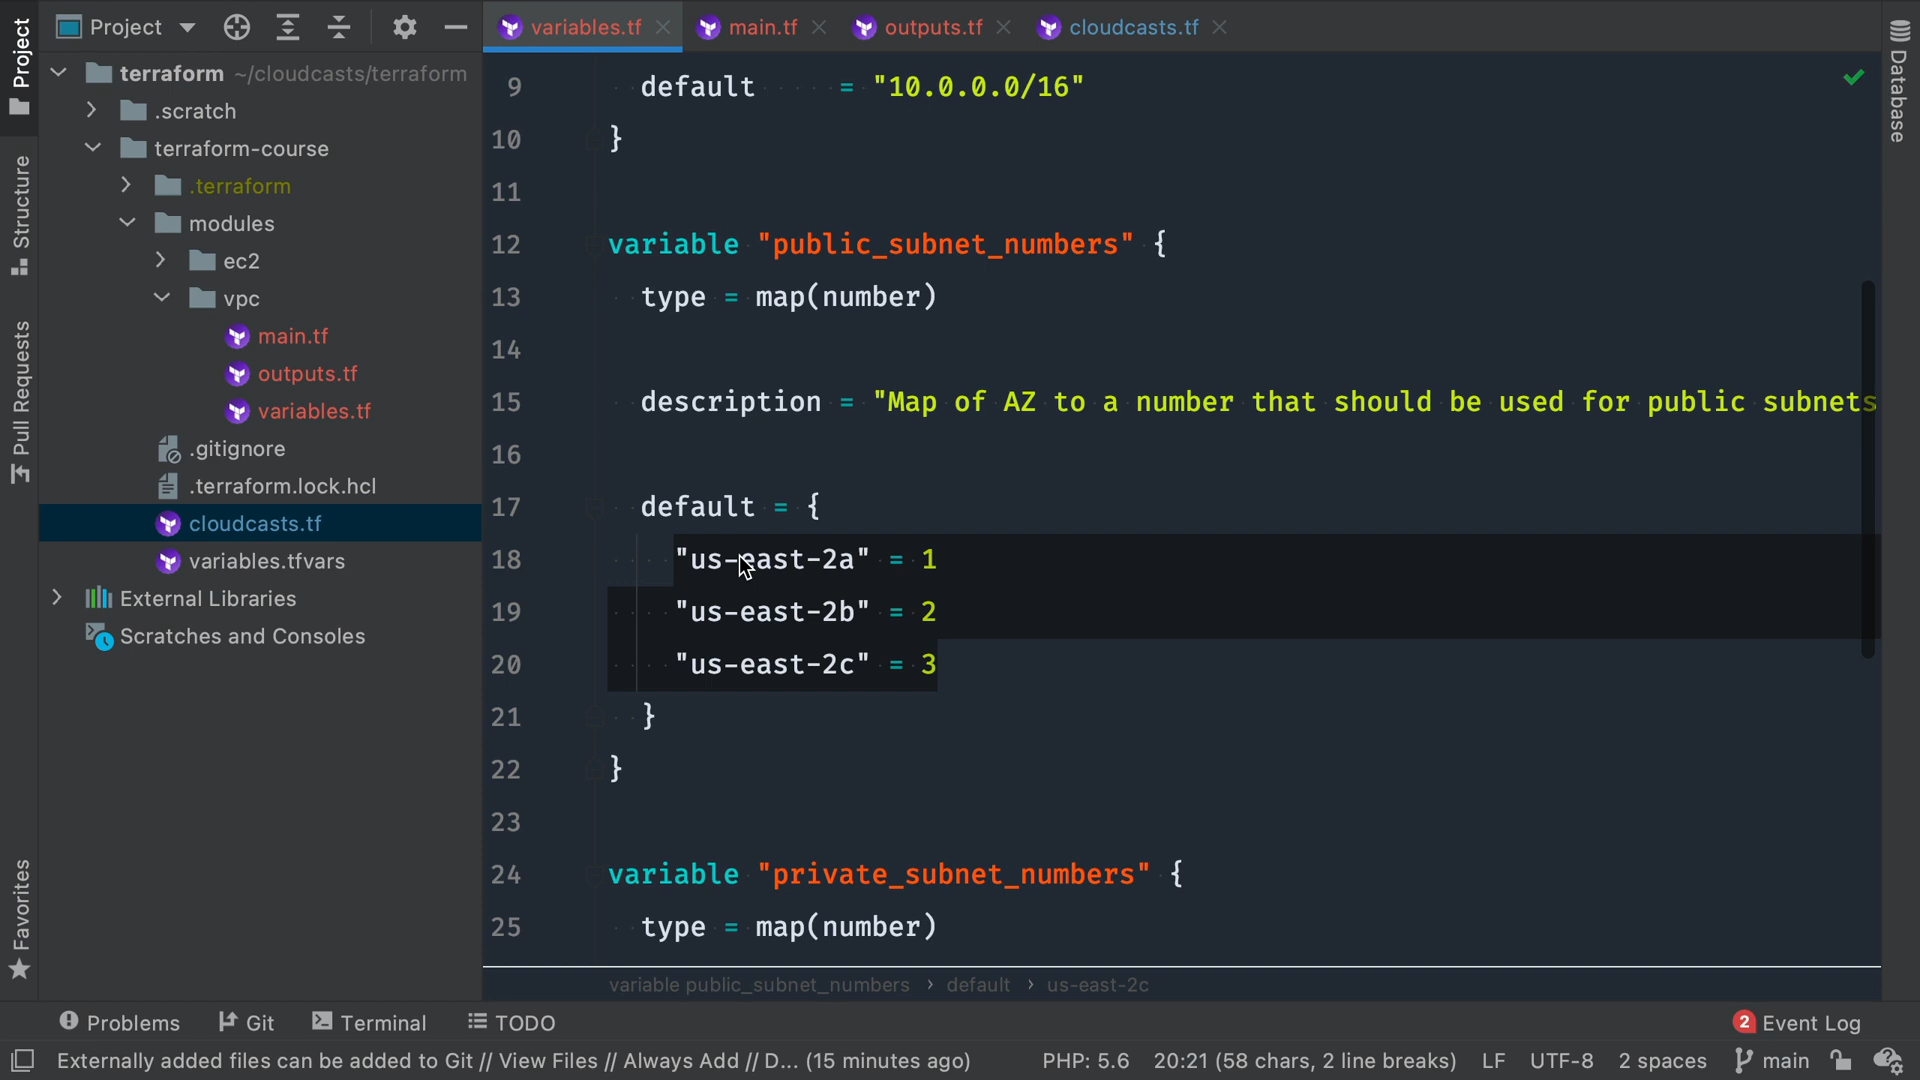 Project
variables.tf
main.tf
outputs.tf
cloudcasts.tf
Project
Structure
Pull Requests
Favorites
terraform ~/cloudcasts/terraform
.scratch
terraform-course
.terraform
modules
ec2
vpc
main.tf
outputs.tf
variables.tf
.gitignore
.terraform.lock.hcl
cloudcasts.tf
variables.tfvars
External Libraries
Scratches and Consoles
9 default = "10.0.0.0/16"
10 }
11
12 variable "public_subnet_numbers" {
13 type = map(number)
14
15 description = "Map of AZ to a number that should be used for public subnets
16
17 default = {
18 "us-east-2a" = 1
19 "us-east-2b" = 2
20 "us-east-2c" = 3
21 }
22 }
23
24 variable "private_subnet_numbers" {
25 type = map(number)
variable public_subnet_numbers › default › us-east-2c
Database
Problems
Git
Terminal
TODO
2 Event Log
Externally added files can be added to Git // View Files // Always Add // D... (15 minutes ago)
PHP: 5.6
20:21 (58 chars, 2 line breaks)
LF
UTF-8
2 spaces
main